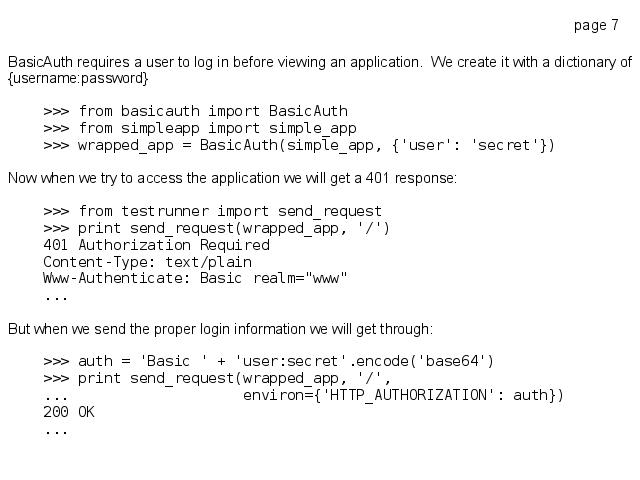 page 7
BasicAuth requires a user to log in before viewing an application.  We create it with a dictionary of
{username:password}
>>> from basicauth import BasicAuth
>>> from simpleapp import simple_app
>>> wrapped_app = BasicAuth(simple_app, {'user': 'secret'})
Now when we try to access the application we will get a 401 response:
>>> from testrunner import send_request
>>> print send_request(wrapped_app, '/')
401 Authorization Required
Content-Type: text/plain
Www-Authenticate: Basic realm="www"
...
But when we send the proper login information we will get through:
>>> auth = 'Basic ' + 'user:secret'.encode('base64')
>>> print send_request(wrapped_app, '/',
...                    environ={'HTTP_AUTHORIZATION': auth})
200 OK
...